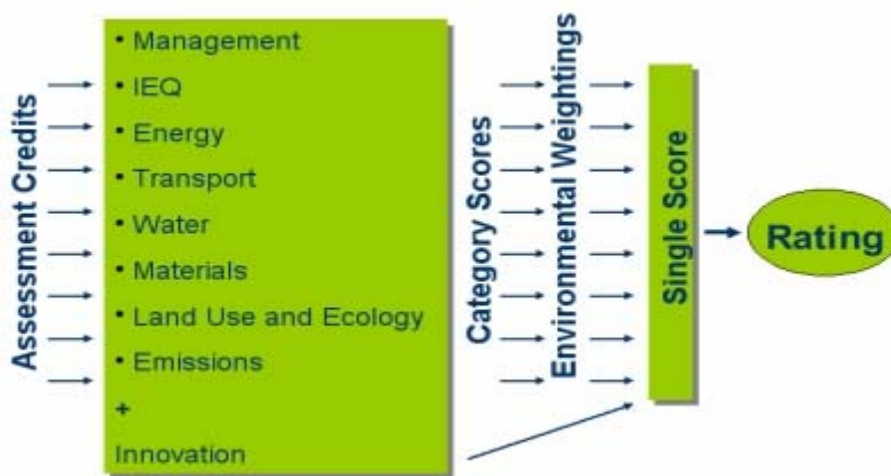 Assessment Credits
• Management
• IEQ
• Energy
• Transport
• Water
• Materials
• Land Use and Ecology
• Emissions
+
Innovation
Category Scores
Environmental Weightings
Single Score
Rating